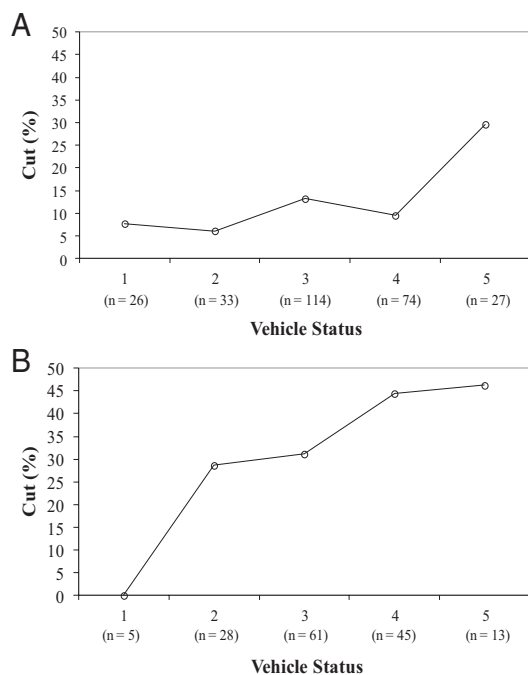 A
50
45
40
35
30
25
20
15
10
5
0
Cut (%)
1 2 3 4 5
(n = 26) (n = 33) (n = 114) (n = 74) (n = 27)
Vehicle Status
B
50
45
40
35
30
25
20
15
10
5
0
Cut (%)
1 2 3 4 5
(n = 5) (n = 28) (n = 61) (n = 45) (n = 13)
Vehicle Status